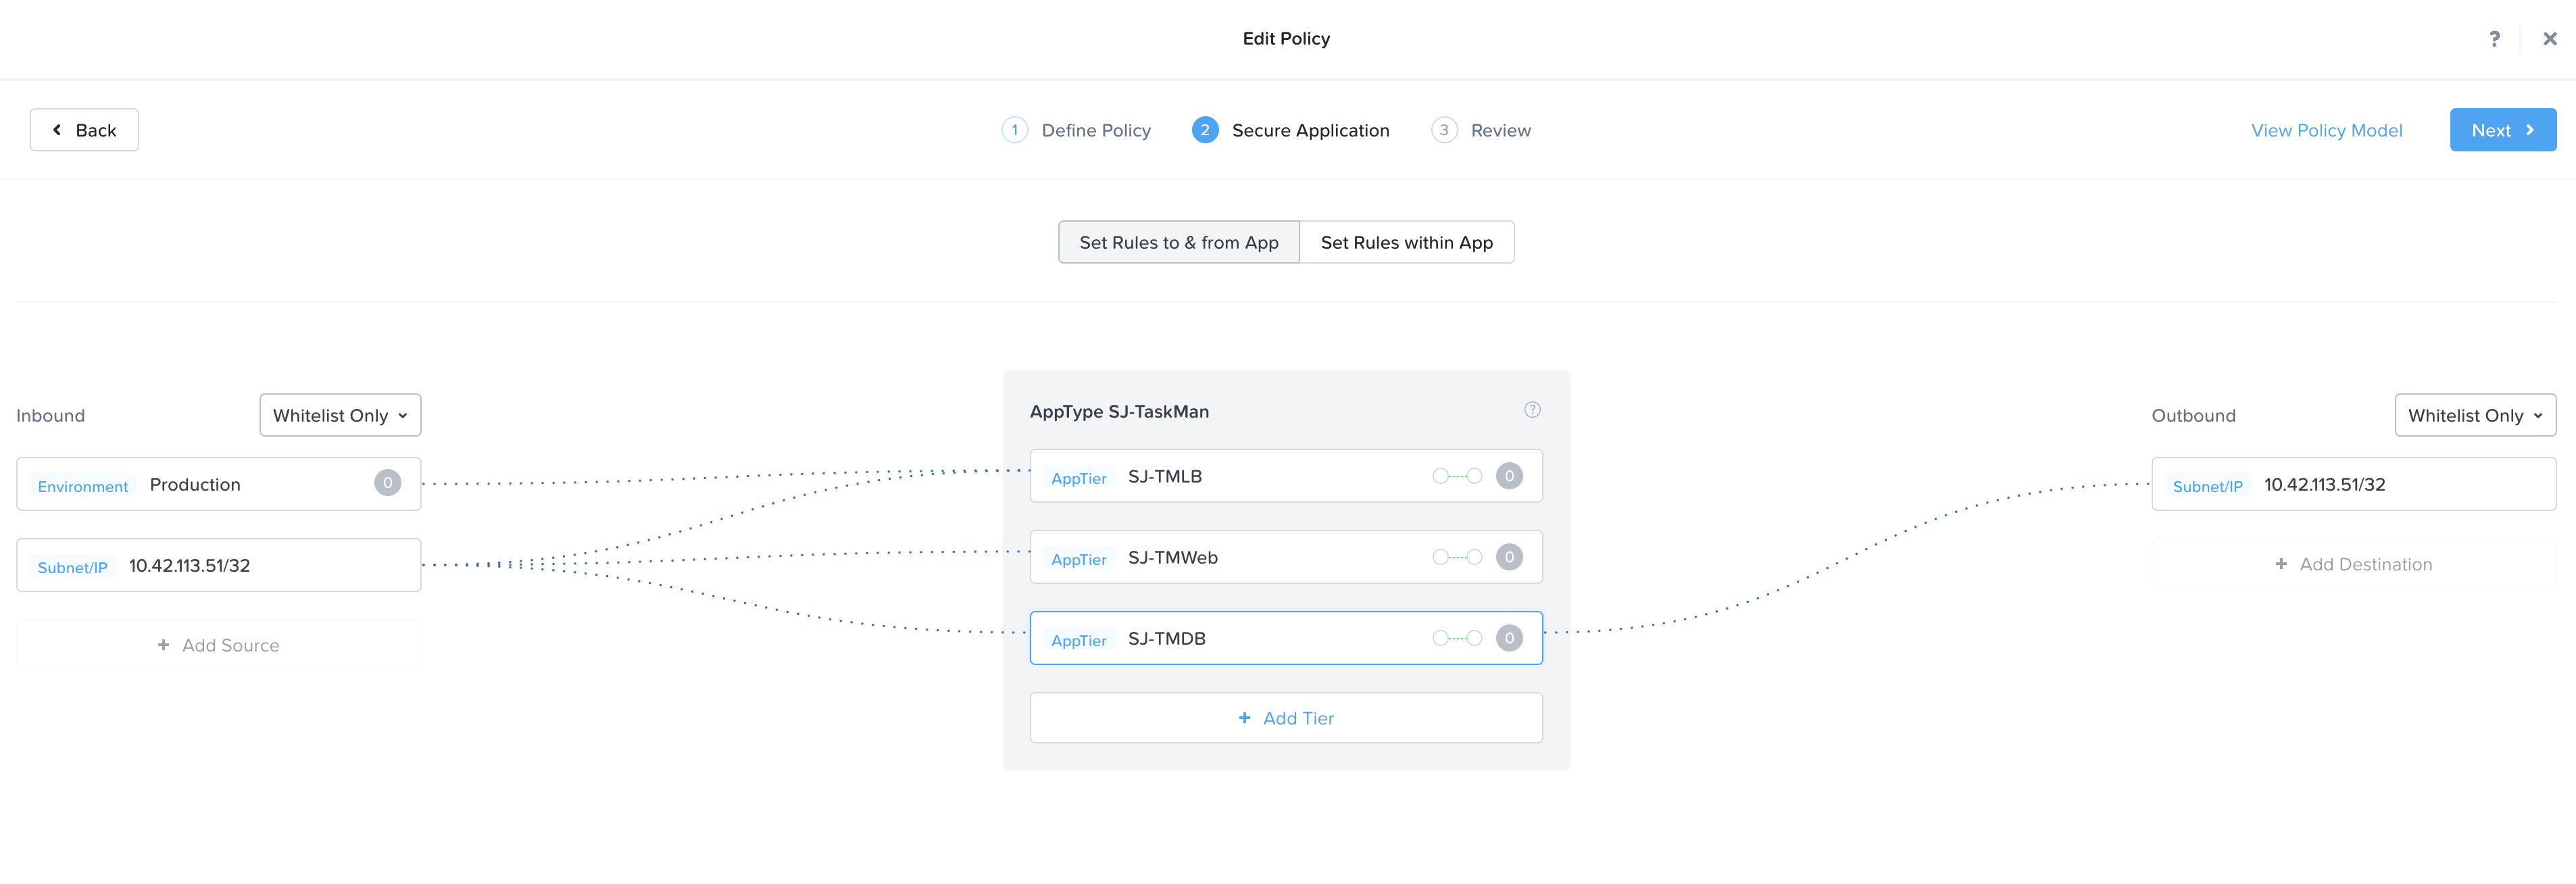 Edit Policy
?
Back
1 Define Policy
2 Secure Application
3 Review
View Policy Model
Next
Set Rules to & from App
Set Rules within App
Inbound
Whitelist Only
Environment Production 0
Subnet/IP 10.42.113.51/32
+ Add Source
AppType SJ-TaskMan ?
AppTier SJ-TMLB 0
AppTier SJ-TMWeb 0
AppTier SJ-TMDB 0
+ Add Tier
Outbound
Whitelist Only
Subnet/IP 10.42.113.51/32
+ Add Destination